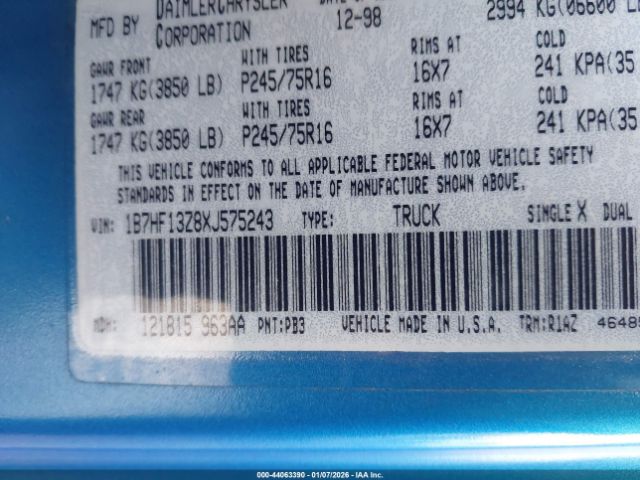 MFD BY DAIMLERCHRYSLER CORPORATION 12-98 2994 KG(06600
GAWR FRONT WITH TIRES RIMS AT COLD
1747 KG(3850 LB) P245/75R16 16X7 241 KPA(35
GAWR REAR WITH TIRES RIMS AT COLD
1747 KG(3850 LB) P245/75R16 16X7 241 KPA(35
THIS VEHICLE CONFORMS TO ALL APPLICABLE FEDERAL MOTOR VEHICLE SAFETY
STANDARDS IN EFFECT ON THE DATE OF MANUFACTURE SHOWN ABOVE.
VIN: 1B7HF13Z8XJ575243 TYPE: TRUCK SINGLE X DUAL
MDH: 121815 963AA PNT:PB3 VEHICLE MADE IN U.S.A. TRM:R1AZ 4648
000-44063390 - 01/07/2026 - IAA Inc.